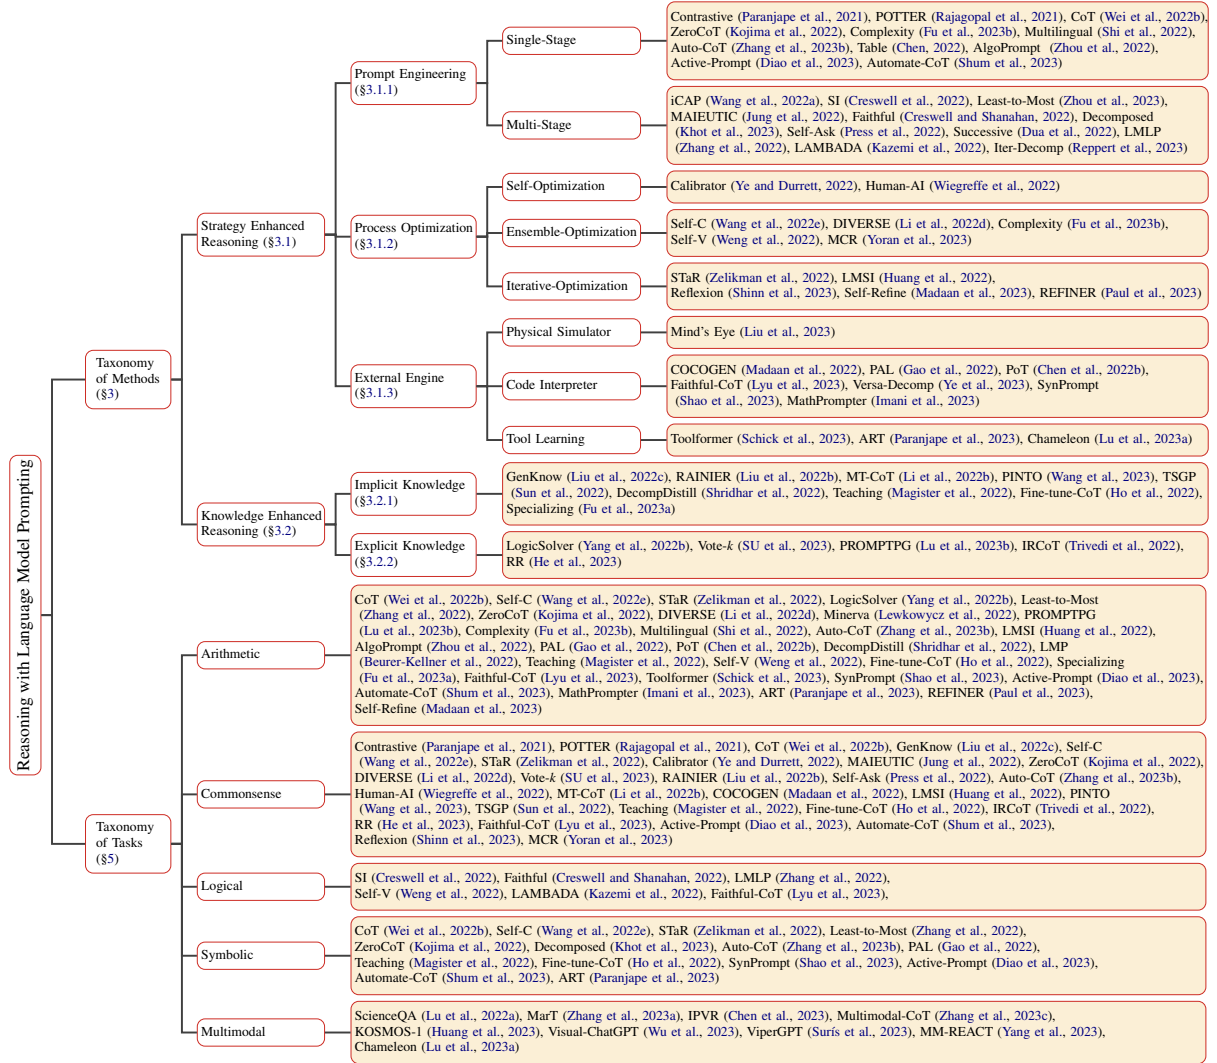 Reasoning with Language Model Prompting
Taxonomy
of Methods
(§3)
Strategy Enhanced
Reasoning (§3.1)
Prompt Engineering
(§3.1.1)
Single-Stage
Contrastive (Paranjape et al., 2021), POTTER (Rajagopal et al., 2021), CoT (Wei et al., 2022b),
ZeroCoT (Kojima et al., 2022), Complexity (Fu et al., 2023b), Multilingual (Shi et al., 2022),
Auto-CoT (Zhang et al., 2023b), Table (Chen, 2022), AlgoPrompt (Zhou et al., 2022),
Active-Prompt (Diao et al., 2023), Automate-CoT (Shum et al., 2023)
Multi-Stage
iCAP (Wang et al., 2022a), SI (Creswell et al., 2022), Least-to-Most (Zhou et al., 2023),
MAIEUTIC (Jung et al., 2022), Faithful (Creswell and Shanahan, 2022), Decomposed
(Khot et al., 2023), Self-Ask (Press et al., 2022), Successive (Dua et al., 2022), LMLP
(Zhang et al., 2022), LAMBADA (Kazemi et al., 2022), Iter-Decomp (Reppert et al., 2023)
Process Optimization
(§3.1.2)
Self-Optimization
Calibrator (Ye and Durrett, 2022), Human-AI (Wiegreffe et al., 2022)
Ensemble-Optimization
Self-C (Wang et al., 2022e), DIVERSE (Li et al., 2022d), Complexity (Fu et al., 2023b),
Self-V (Weng et al., 2022), MCR (Yoran et al., 2023)
Iterative-Optimization
STaR (Zelikman et al., 2022), LMSI (Huang et al., 2022),
Reflexion (Shinn et al., 2023), Self-Refine (Madaan et al., 2023), REFINER (Paul et al., 2023)
External Engine
(§3.1.3)
Physical Simulator
Mind's Eye (Liu et al., 2023)
Code Interpreter
COCOGEN (Madaan et al., 2022), PAL (Gao et al., 2022), PoT (Chen et al., 2022b),
Faithful-CoT (Lyu et al., 2023), Versa-Decomp (Ye et al., 2023), SynPrompt
(Shao et al., 2023), MathPrompter (Imani et al., 2023)
Tool Learning
Toolformer (Schick et al., 2023), ART (Paranjape et al., 2023), Chameleon (Lu et al., 2023a)
Knowledge Enhanced
Reasoning (§3.2)
Implicit Knowledge
(§3.2.1)
GenKnow (Liu et al., 2022c), RAINIER (Liu et al., 2022b), MT-CoT (Li et al., 2022b), PINTO (Wang et al., 2023), TSGP
(Sun et al., 2022), DecompDistill (Shridhar et al., 2022), Teaching (Magister et al., 2022), Fine-tune-CoT (Ho et al., 2022),
Specializing (Fu et al., 2023a)
Explicit Knowledge
(§3.2.2)
LogicSolver (Yang et al., 2022b), Vote-k (SU et al., 2023), PROMPTPG (Lu et al., 2023b), IRCoT (Trivedi et al., 2022),
RR (He et al., 2023)
Taxonomy
of Tasks
(§5)
Arithmetic
CoT (Wei et al., 2022b), Self-C (Wang et al., 2022e), STaR (Zelikman et al., 2022), LogicSolver (Yang et al., 2022b), Least-to-Most
(Zhang et al., 2022), ZeroCoT (Kojima et al., 2022), DIVERSE (Li et al., 2022d), Minerva (Lewkowycz et al., 2022), PROMPTPG
(Lu et al., 2023b), Complexity (Fu et al., 2023b), Multilingual (Shi et al., 2022), Auto-CoT (Zhang et al., 2023b), LMSI (Huang et al., 2022),
AlgoPrompt (Zhou et al., 2022), PAL (Gao et al., 2022), PoT (Chen et al., 2022b), DecompDistill (Shridhar et al., 2022), LMP
(Beurer-Kellner et al., 2022), Teaching (Magister et al., 2022), Self-V (Weng et al., 2022), Fine-tune-CoT (Ho et al., 2022), Specializing
(Fu et al., 2023a), Faithful-CoT (Lyu et al., 2023), Toolformer (Schick et al., 2023), SynPrompt (Shao et al., 2023), Active-Prompt (Diao et al., 2023),
Automate-CoT (Shum et al., 2023), MathPrompter (Imani et al., 2023), ART (Paranjape et al., 2023), REFINER (Paul et al., 2023),
Self-Refine (Madaan et al., 2023)
Commonsense
Contrastive (Paranjape et al., 2021), POTTER (Rajagopal et al., 2021), CoT (Wei et al., 2022b), GenKnow (Liu et al., 2022c), Self-C
(Wang et al., 2022e), STaR (Zelikman et al., 2022), Calibrator (Ye and Durrett, 2022), MAIEUTIC (Jung et al., 2022), ZeroCoT (Kojima et al., 2022),
DIVERSE (Li et al., 2022d), Vote-k (SU et al., 2023), RAINIER (Liu et al., 2022b), Self-Ask (Press et al., 2022), Auto-CoT (Zhang et al., 2023b),
Human-AI (Wiegreffe et al., 2022), MT-CoT (Li et al., 2022b), COCOGEN (Madaan et al., 2022), LMSI (Huang et al., 2022), PINTO
(Wang et al., 2023), TSGP (Sun et al., 2022), Teaching (Magister et al., 2022), Fine-tune-CoT (Ho et al., 2022), IRCoT (Trivedi et al., 2022),
RR (He et al., 2023), Faithful-CoT (Lyu et al., 2023), Active-Prompt (Diao et al., 2023), Automate-CoT (Shum et al., 2023),
Reflexion (Shinn et al., 2023), MCR (Yoran et al., 2023)
Logical
SI (Creswell et al., 2022), Faithful (Creswell and Shanahan, 2022), LMLP (Zhang et al., 2022),
Self-V (Weng et al., 2022), LAMBADA (Kazemi et al., 2022), Faithful-CoT (Lyu et al., 2023),
Symbolic
CoT (Wei et al., 2022b), Self-C (Wang et al., 2022e), STaR (Zelikman et al., 2022), Least-to-Most (Zhang et al., 2022),
ZeroCoT (Kojima et al., 2022), Decomposed (Khot et al., 2023), Auto-CoT (Zhang et al., 2023b), PAL (Gao et al., 2022),
Teaching (Magister et al., 2022), Fine-tune-CoT (Ho et al., 2022), SynPrompt (Shao et al., 2023), Active-Prompt (Diao et al., 2023),
Automate-CoT (Shum et al., 2023), ART (Paranjape et al., 2023)
Multimodal
ScienceQA (Lu et al., 2022a), MarT (Zhang et al., 2023a), IPVR (Chen et al., 2023), Multimodal-CoT (Zhang et al., 2023c),
KOSMOS-1 (Huang et al., 2023), Visual-ChatGPT (Wu et al., 2023), ViperGPT (Surís et al., 2023), MM-REACT (Yang et al., 2023),
Chameleon (Lu et al., 2023a)